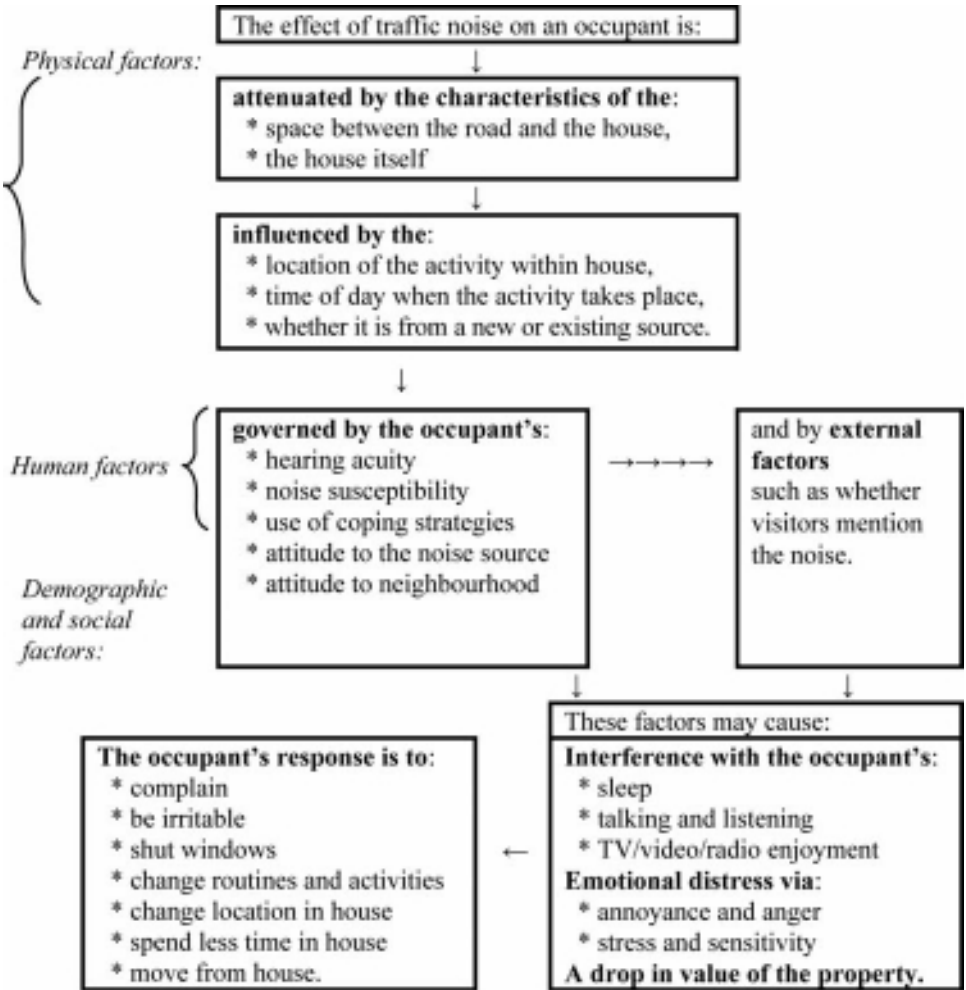 The effect of traffic noise on an occupant is:
Physical factors:
↓
attenuated by the characteristics of the:
* space between the road and the house,
* the house itself
↓
influenced by the:
* location of the activity within house,
* time of day when the activity takes place,
* whether it is from a new or existing source.
↓
Human factors
governed by the occupant's:
* hearing acuity
* noise susceptibility
* use of coping strategies
* attitude to the noise source
* attitude to neighbourhood
→→→→
and by external
factors
such as whether
visitors mention
the noise.
Demographic
and social
factors:
↓
↓
These factors may cause:
Interference with the occupant's:
* sleep
* talking and listening
* TV/video/radio enjoyment
Emotional distress via:
* annoyance and anger
* stress and sensitivity
A drop in value of the property.
←
The occupant's response is to:
* complain
* be irritable
* shut windows
* change routines and activities
* change location in house
* spend less time in house
* move from house.